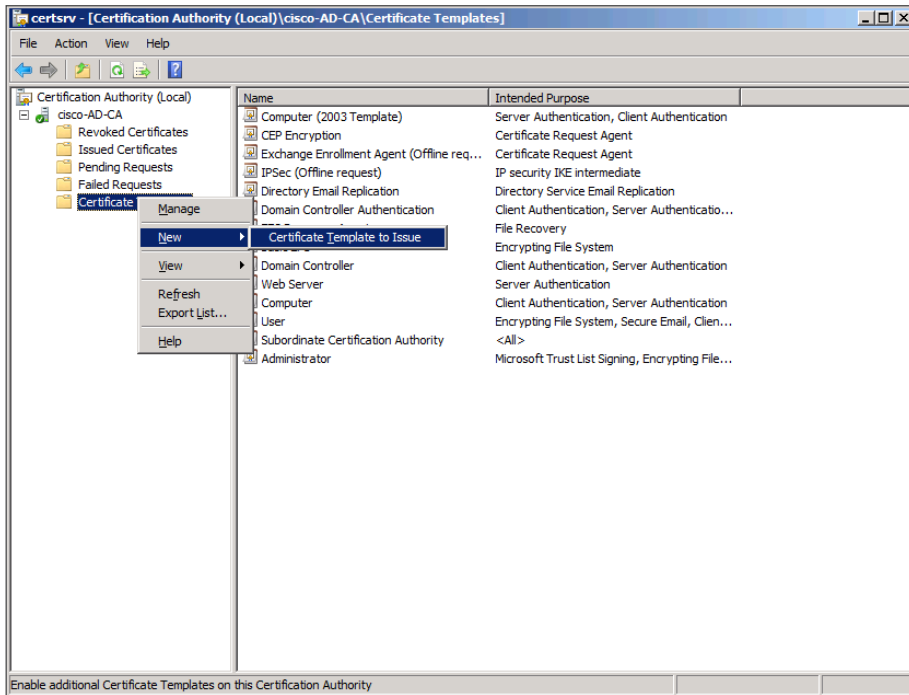 certsrv - [Certification Authority (Local)\cisco-AD-CA\Certificate Templates]
File Action View Help
Certification Authority (Local)
cisco-AD-CA
Revoked Certificates
Issued Certificates
Pending Requests
Failed Requests
Certificate
Manage
New
View
Refresh
Export List...
Help
Certificate Template to Issue
Name Intended Purpose
Computer (2003 Template) Server Authentication, Client Authentication
CEP Encryption Certificate Request Agent
Exchange Enrollment Agent (Offline req... Certificate Request Agent
IPSec (Offline request) IP security IKE intermediate
Directory Email Replication Directory Service Email Replication
Domain Controller Authentication Client Authentication, Server Authenticatio...
File Recovery
Encrypting File System
Domain Controller Client Authentication, Server Authentication
Web Server Server Authentication
Computer Client Authentication, Server Authentication
User Encrypting File System, Secure Email, Clien...
Subordinate Certification Authority <All>
Administrator Microsoft Trust List Signing, Encrypting File...
Enable additional Certificate Templates on this Certification Authority